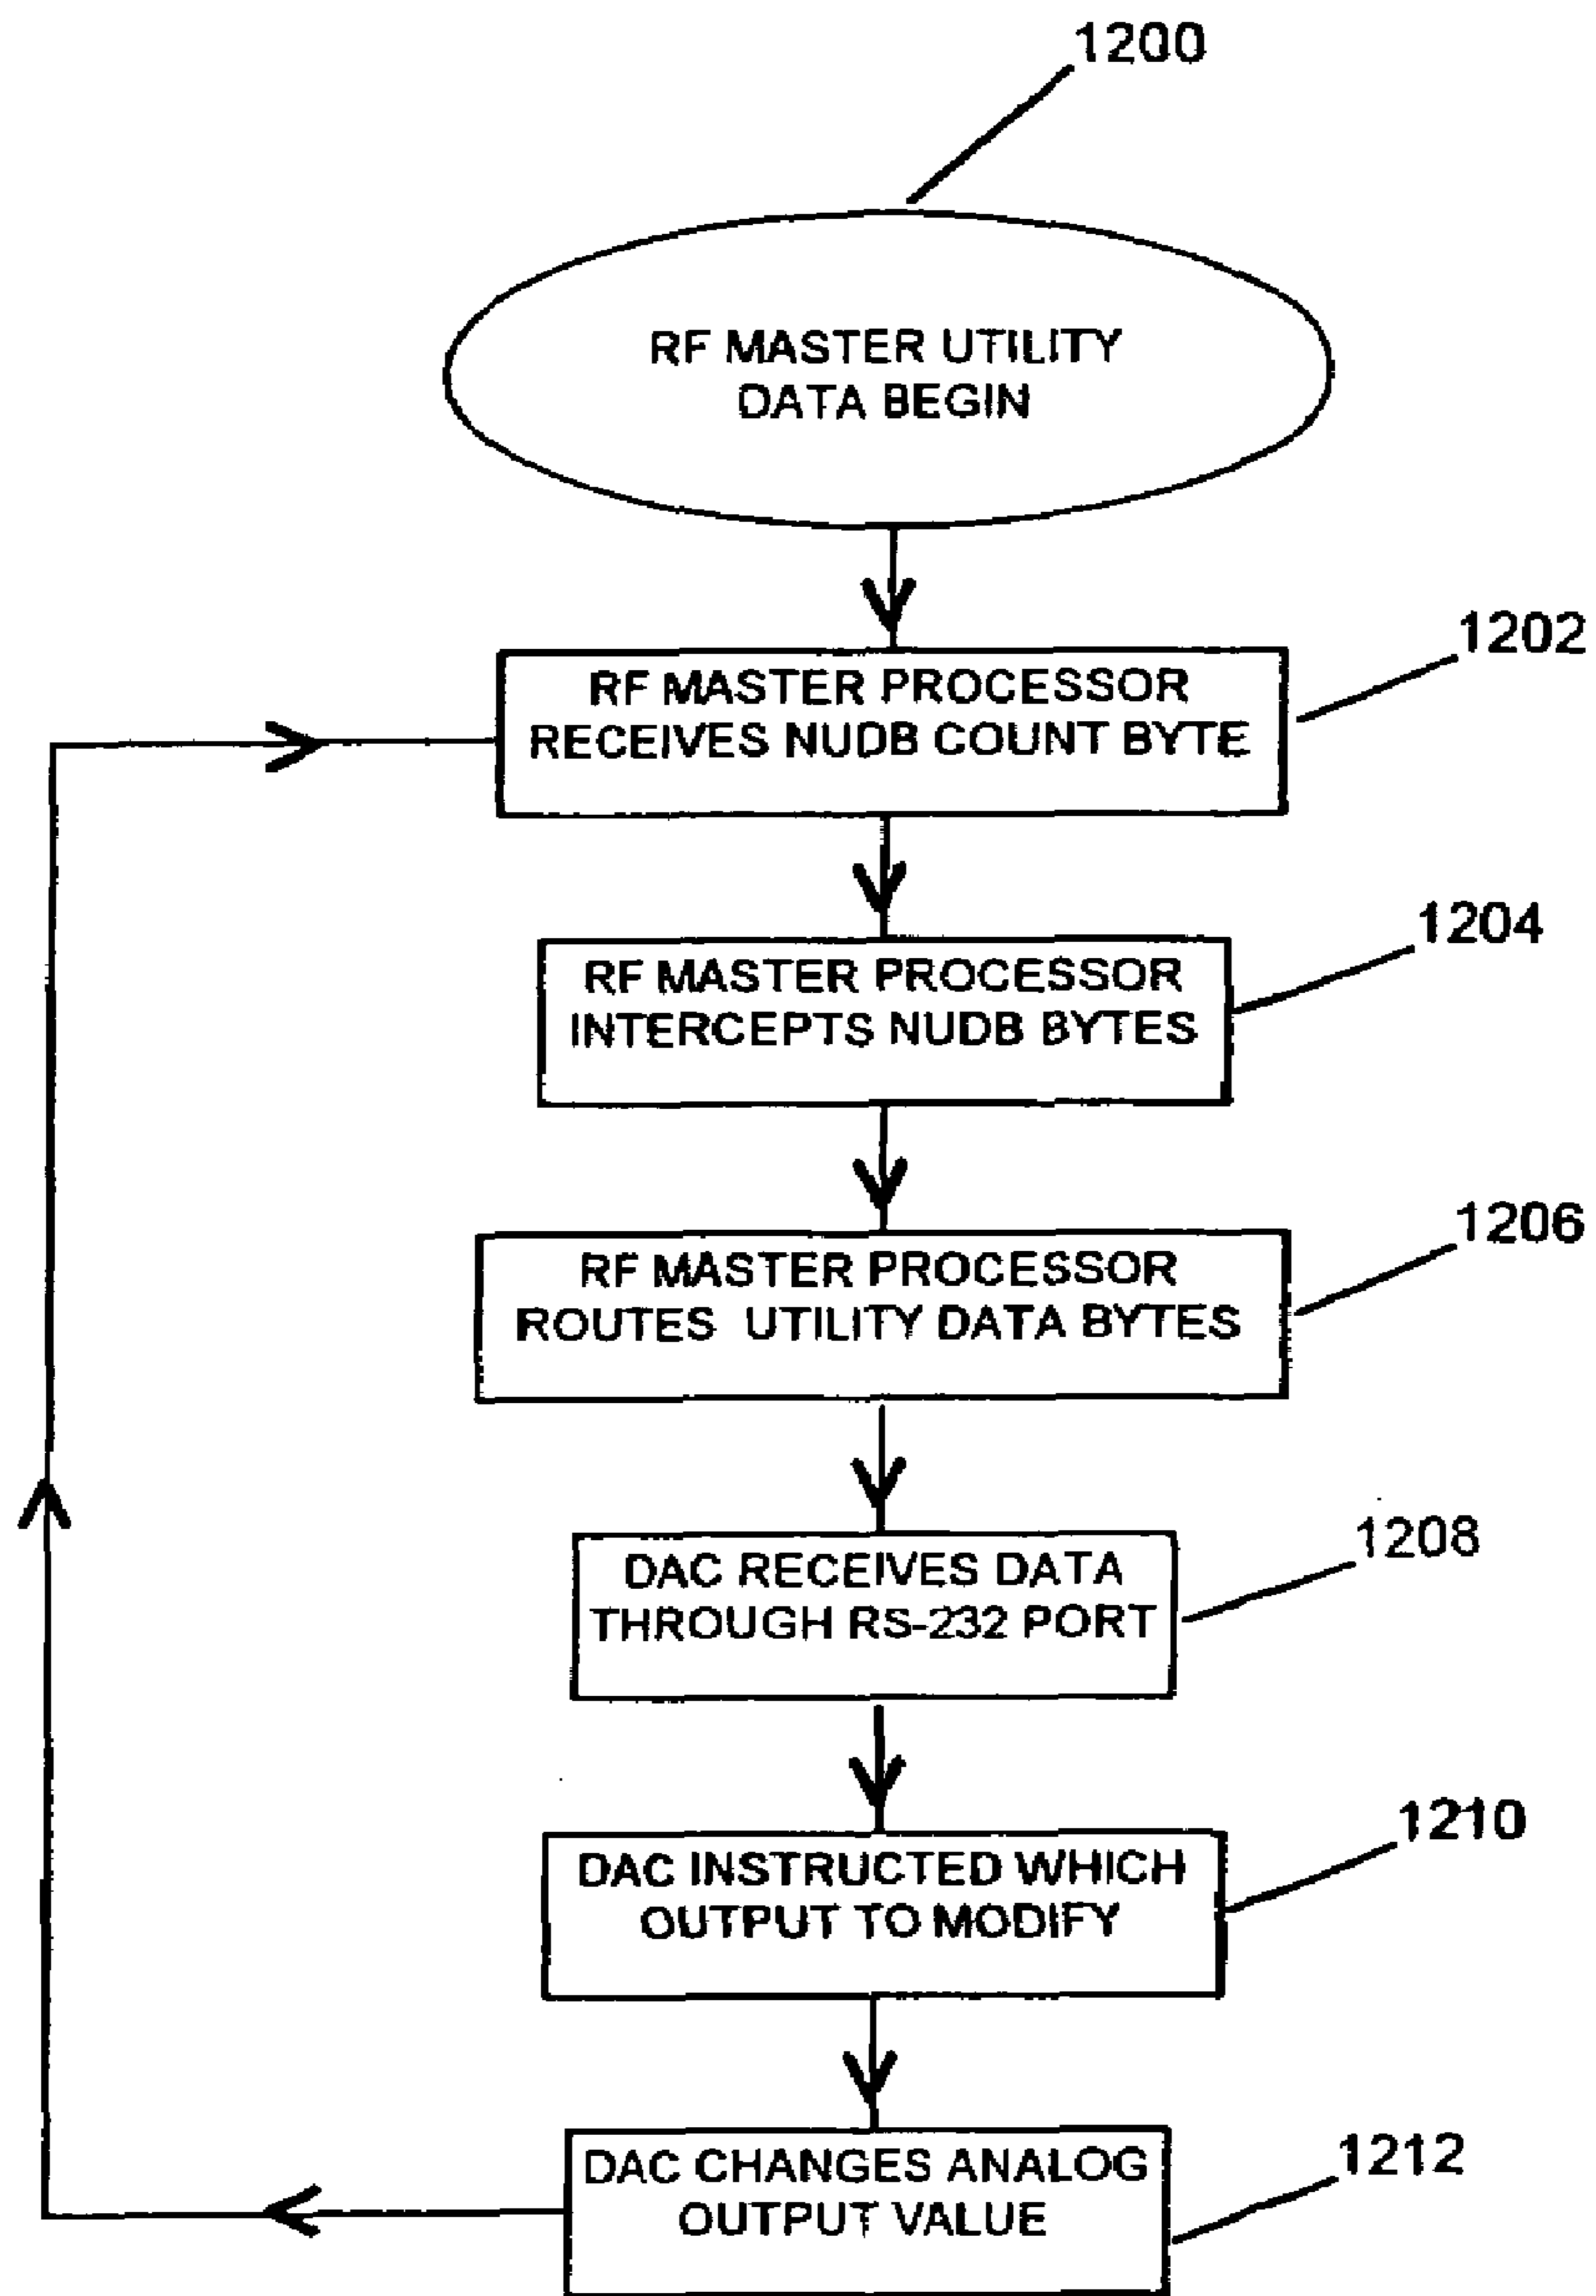 1200
RF MASTER UTILITY
DATA BEGIN
1202
RF MASTER PROCESSOR
RECEIVES NUDB COUNT BYTE
1204
RF MASTER PROCESSOR
INTERCEPTS NUDB BYTES
1206
RF MASTER PROCESSOR
ROUTES UTILITY DATA BYTES
1208
DAC RECEIVES DATA
THROUGH RS-232 PORT
1210
DAC INSTRUCTED WHICH
OUTPUT TO MODIFY
1212
DAC CHANGES ANALOG
OUTPUT VALUE